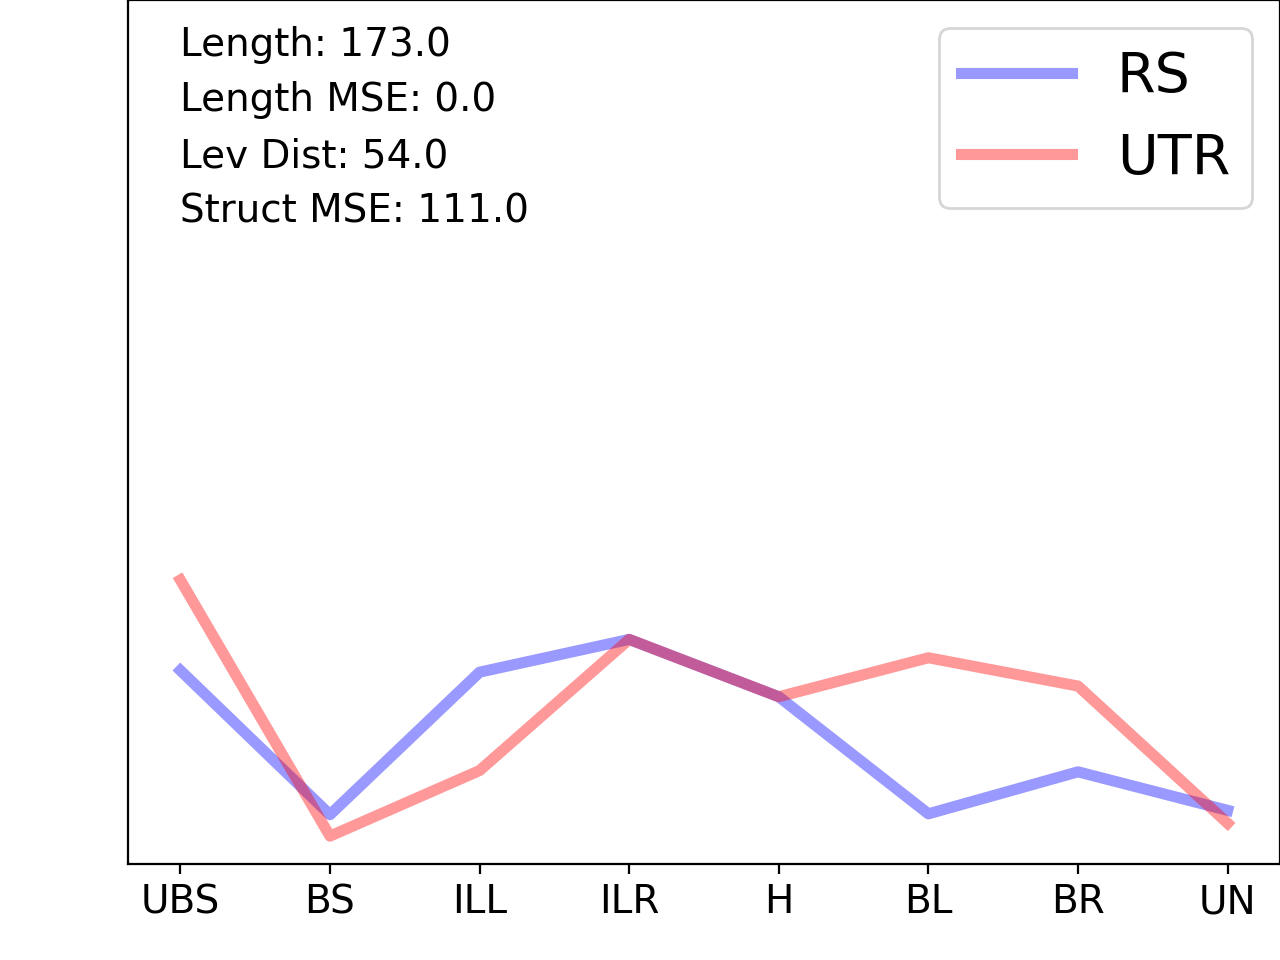 Length: 173.0
Length MSE: 0.0
Lev Dist: 54.0
Struct MSE: 111.0
RS
UTR
UBS BS ILL ILR H BL BR UN